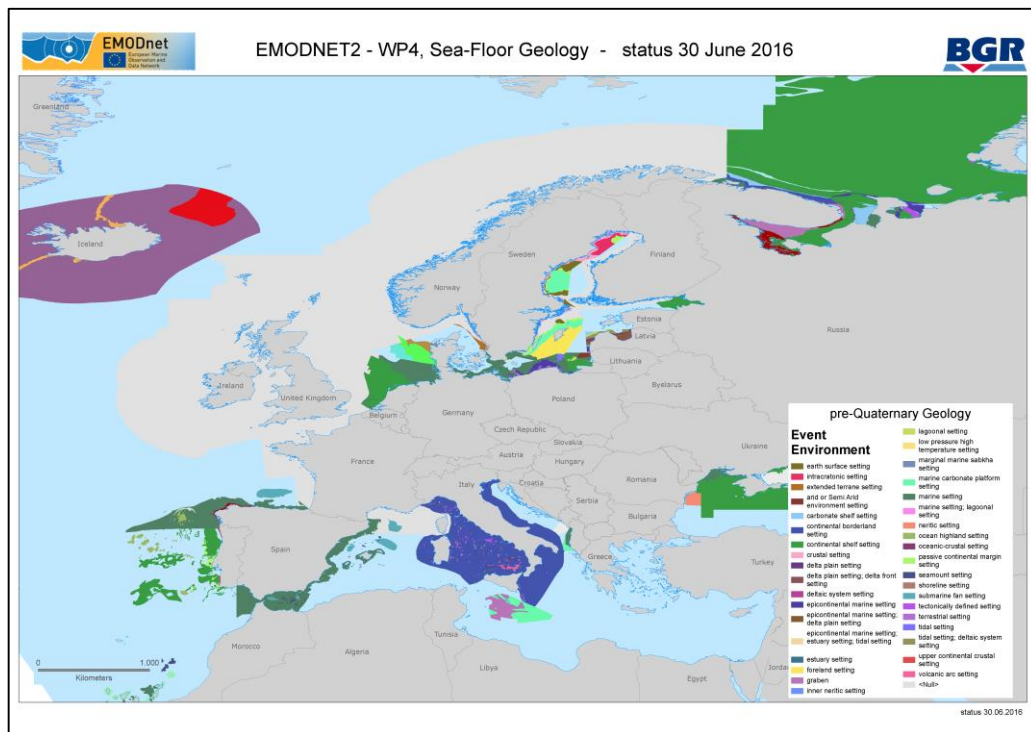 EMODnet
European Marine
Observation and
Data Network
EMODNET2 - WP4, Sea-Floor Geology - status 30 June 2016
BGR
Greenland
Iceland
Sweden
Finland
Norway
Estonia
Latvia
Russia
Lithuania
Ireland
United Kingdom
Byelarus
Poland
Belgium
Germany
Czech Republic
Ukraine
Slovakia
Austria
France
Hungary
Romania
Italy
Croatia
Serbia
Bulgaria
Spain
Greece
Turkey
Morocco
Algeria
Tunisia
Libya
Egypt
Jordan
0
1,000
Kilometers
pre-Quaternary Geology
Event
Environment
earth surface setting
intracratonic setting
extended terrane setting
arid or Semi Arid
environment setting
carbonate shelf setting
continental borderland
setting
continental shelf setting
crustal setting
delta plain setting
delta plain setting; delta front
setting
deltaic system setting
epicontinental marine setting
epicontinental marine setting;
delta plain setting
epicontinental marine setting;
estuary setting; tidal setting
estuary setting
foreland setting
graben
inner neritic setting
lagoonal setting
low pressure high
temperature setting
marginal marine sabkha
setting
marine carbonate platform
setting
marine setting
marine setting; lagoonal
setting
neritic setting
ocean highland setting
oceanic-crustal setting
passive continental margin
setting
seamount setting
shoreline setting
submarine fan setting
tectonically defined setting
terrestrial setting
tidal setting
tidal setting; deltaic system
setting
upper continental crustal
setting
volcanic arc setting
<Null>
status 30.06.2016